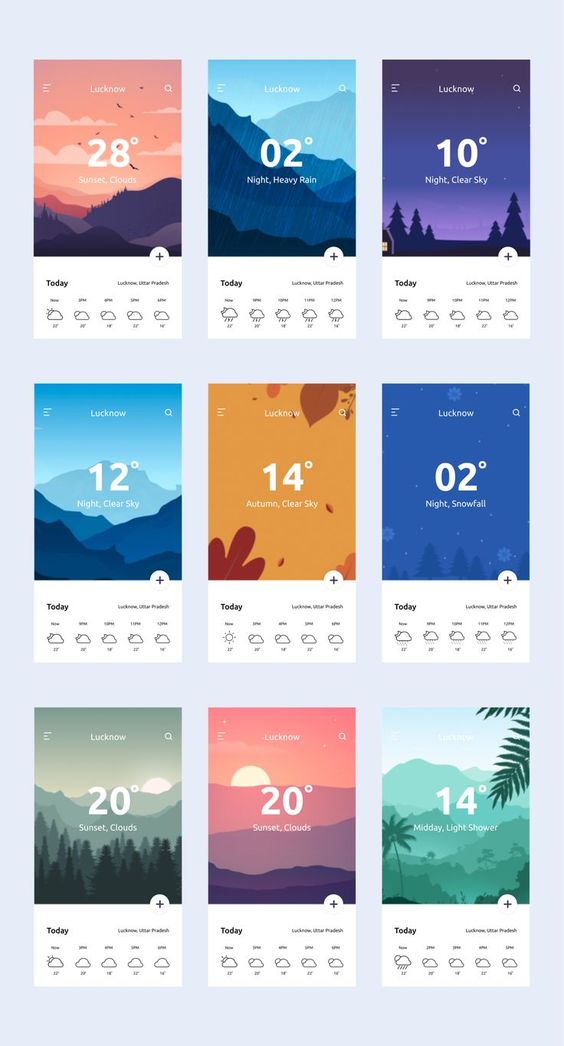 Lucknow
28°
Sunset, Clouds
Today
Lucknow, Uttar Pradesh
Now 3PM 4PM 5PM 6PM
22° 20° 18° 22° 16°
Lucknow
02°
Night, Heavy Rain
Today
Lucknow, Uttar Pradesh
Now 9PM 10PM 11PM 12PM
22° 20° 18° 22° 16°
Lucknow
10°
Night, Clear Sky
Today
Lucknow, Uttar Pradesh
Now 9PM 10PM 11PM 12PM
22° 20° 18° 22° 16°
Lucknow
12°
Night, Clear Sky
Today
Lucknow, Uttar Pradesh
Now 9PM 10PM 11PM 12PM
22° 20° 18° 22° 16°
Lucknow
14°
Autumn, Clear Sky
Today
Lucknow, Uttar Pradesh
Now 3PM 4PM 5PM 6PM
22° 20° 18° 22° 16°
Lucknow
02°
Night, Snowfall
Today
Lucknow, Uttar Pradesh
Now 9PM 10PM 11PM 12PM
22° 20° 18° 22° 16°
Lucknow
20°
Sunset, Clouds
Today
Lucknow, Uttar Pradesh
Now 3PM 4PM 5PM 6PM
22° 20° 18° 22° 16°
Lucknow
20°
Sunset, Clouds
Today
Lucknow, Uttar Pradesh
Now 3PM 4PM 5PM 6PM
22° 20° 18° 22° 16°
Lucknow
14°
Midday, Light Shower
Today
Lucknow, Uttar Pradesh
Now 2PM 3PM 4PM 5PM
22° 20° 18° 22° 16°